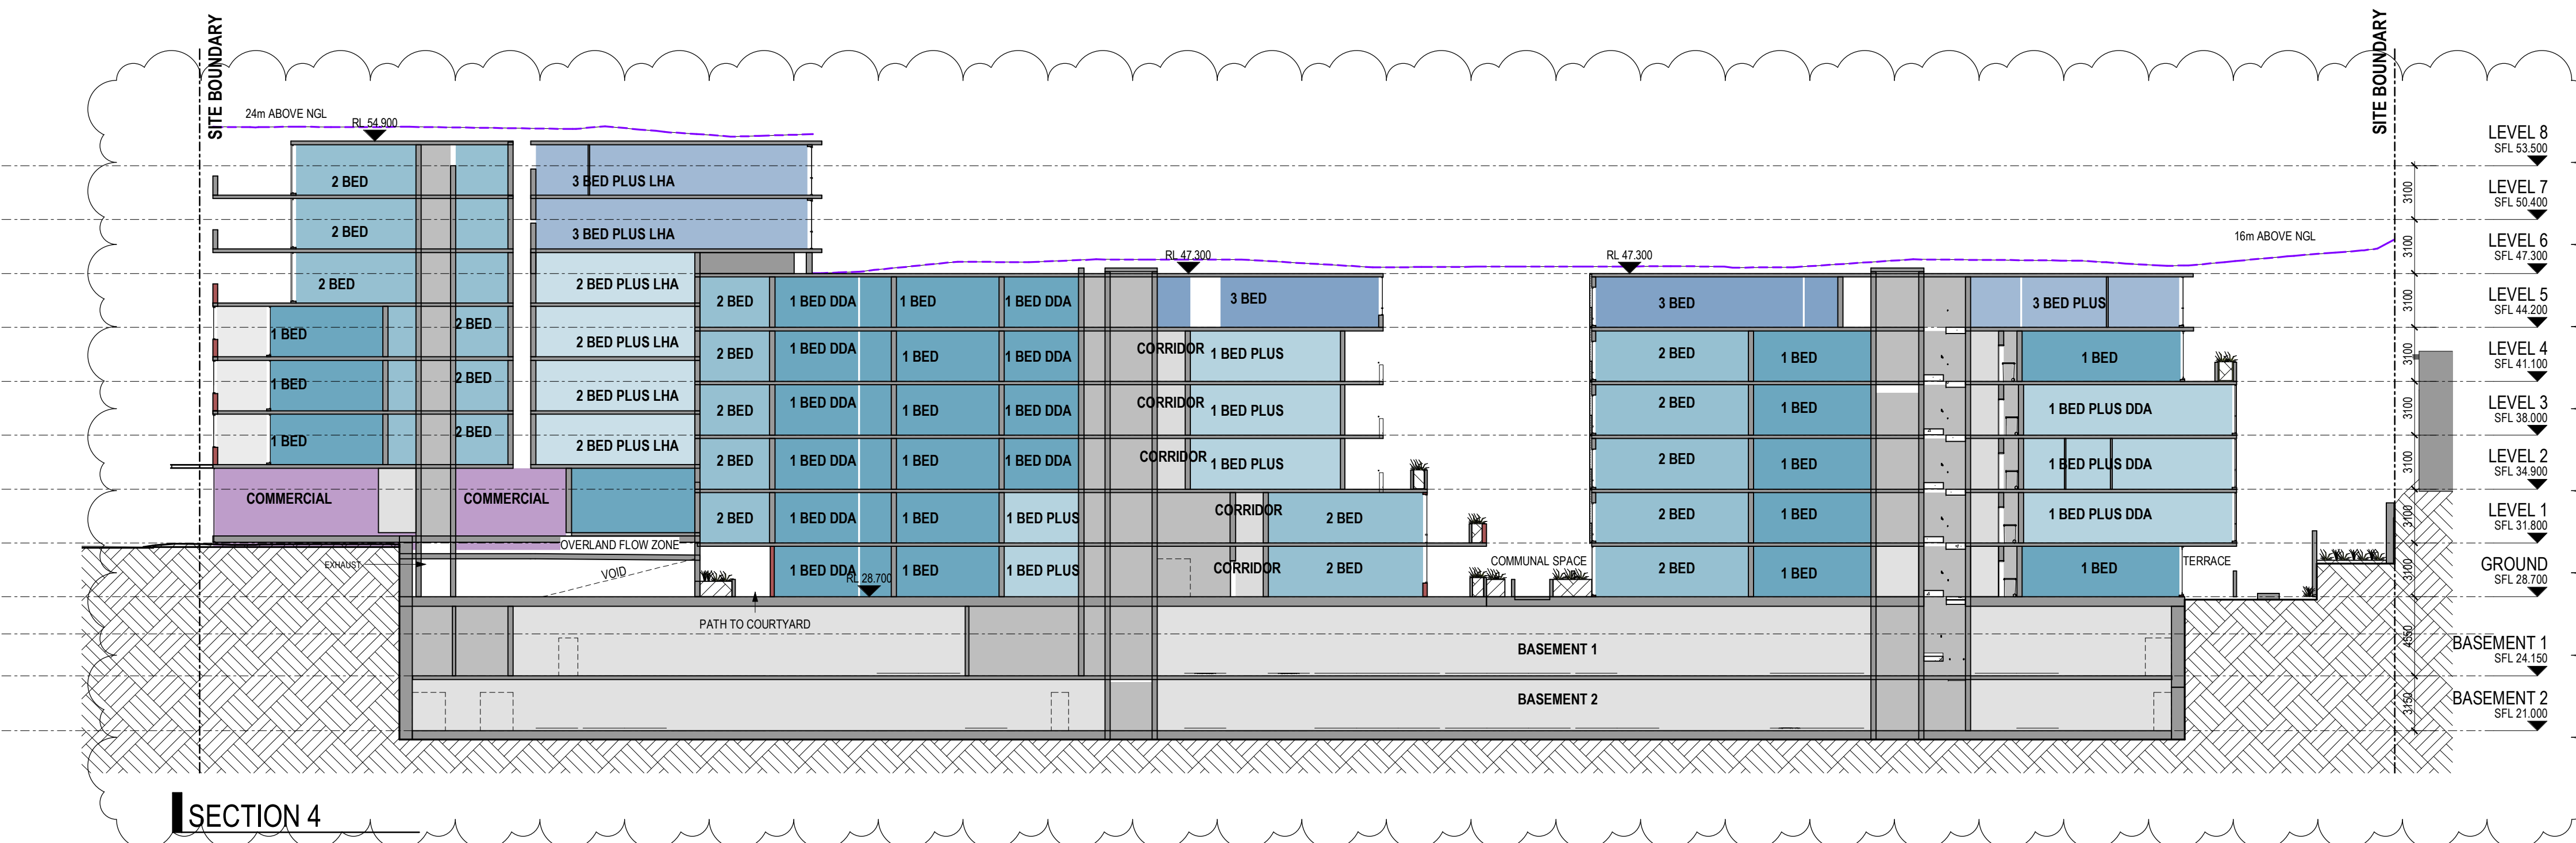 SITE BOUNDARY
SITE BOUNDARY
24m ABOVE NGL
RL 54.900
LEVEL 8
SFL 53.500
2 BED
3 BED PLUS LHA
3100
LEVEL 7
SFL 50.400
2 BED
3 BED PLUS LHA
RL 47.300
RL 47.300
16m ABOVE NGL
3100
LEVEL 6
SFL 47.300
2 BED
2 BED PLUS LHA
2 BED
1 BED DDA
1 BED
1 BED DDA
3 BED
3 BED
3 BED PLUS
3100
LEVEL 5
SFL 44.200
1 BED
2 BED
2 BED PLUS LHA
2 BED
1 BED DDA
1 BED
1 BED DDA
CORRIDOR
1 BED PLUS
2 BED
1 BED
1 BED
3100
LEVEL 4
SFL 41.100
1 BED
2 BED
2 BED PLUS LHA
2 BED
1 BED DDA
1 BED
1 BED DDA
CORRIDOR
1 BED PLUS
2 BED
1 BED
1 BED PLUS DDA
3100
LEVEL 3
SFL 38.000
1 BED
2 BED
2 BED PLUS LHA
2 BED
1 BED DDA
1 BED
1 BED DDA
CORRIDOR
1 BED PLUS
2 BED
1 BED
1 BED PLUS DDA
3100
LEVEL 2
SFL 34.900
COMMERCIAL
COMMERCIAL
2 BED
1 BED DDA
1 BED
1 BED PLUS
CORRIDOR
2 BED
2 BED
1 BED
1 BED PLUS DDA
3100
LEVEL 1
SFL 31.800
OVERLAND FLOW ZONE
EXHAUST
VOID
1 BED DDA
RL 28.700
1 BED
1 BED PLUS
CORRIDOR
2 BED
COMMUNAL SPACE
2 BED
1 BED
1 BED
TERRACE
3100
GROUND
SFL 28.700
PATH TO COURTYARD
BASEMENT 1
4550
BASEMENT 1
SFL 24.150
BASEMENT 2
3150
BASEMENT 2
SFL 21.000
SECTION 4